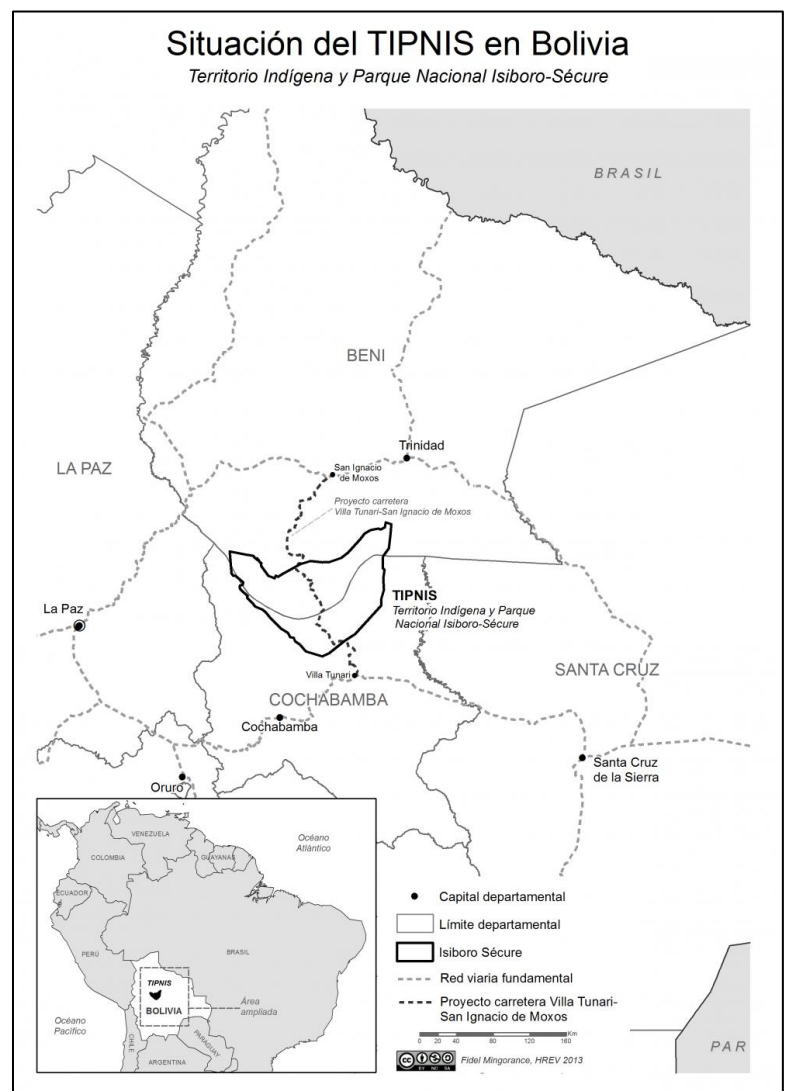 Situación del TIPNIS en Bolivia
Territorio Indígena y Parque Nacional Isiboro-Sécure
BRASIL
BENI
Trinidad
LA PAZ
San Ignacio
de Moxos
Proyecto carretera
Villa Tunari-San Ignacio de Moxos
TIPNIS
Territorio Indígena y Parque
Nacional Isiboro-Sécure
La Paz
Villa Tunari
SANTA CRUZ
COCHABAMBA
Cochabamba
Santa Cruz
de la Sierra
Oruro
VENEZUELA
Océano
Atlántico
COLOMBIA
GUAYANAS
ECUADOR
PERÚ
BRASIL
TIPNIS
BOLIVIA
Área
ampliada
Océano
Pacífico
CHILE
PARAGUAY
ARGENTINA
Capital departamental
Límite departamental
Isiboro Sécure
Red viaria fundamental
Proyecto carretera Villa Tunari-
San Ignacio de Moxos
Km
0 20 40 80 120 160
cc BY NC SA
Fidel Mingorance, HREV 2013
PAR